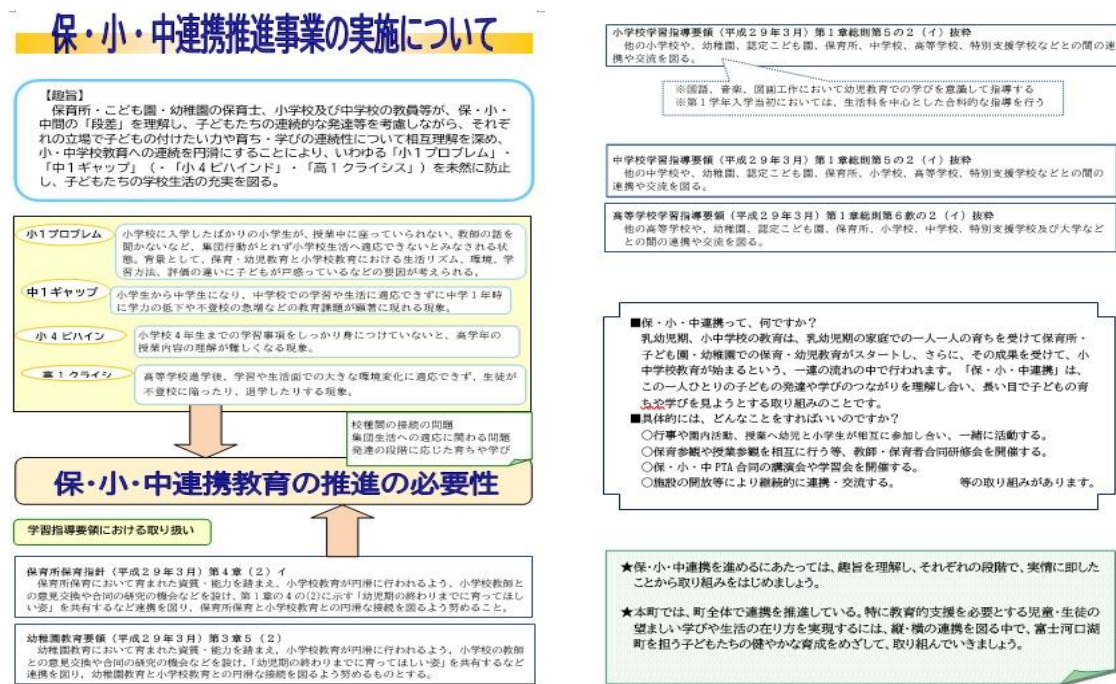 保・小・中連携推進事業の実施について
【趣旨】
保育所・こども園・幼稚園の保育士、小学校及び中学校の教員等が、保・小・
中間の「段差」を理解し、子どもたちの連続的な発達等を考慮しながら、それぞ
れの立場で子どもの付けたい力や育ち・学びの連続性について相互理解を深め、
小・中学校教育への連続を円滑にすることにより、いわゆる「小１プロブレム」・
「中１ギャップ」（・「小４ビハインド」・「高１クライシス」）を未然に防止
し、子どもたちの学校生活の充実を図る。
小１プロブレム
小学校に入学したばかりの小学生が、授業中に座っていられない、教師の話を
聞かないなど、集団行動がとれず小学校生活へ適応できないとみなされる状
態。背景として、保育・幼児教育と小学校教育における生活リズム、環境、学
習方法、評価の違いに子どもが戸惑っているなどの要因が考えられる。
中１ギャップ
小学生から中学生になり、中学校での学習や生活に適応できずに中学１年時
に学力の低下や不登校の急増などの教育課題が顕著に現れる現象。
小４ビハイン
小学校４年生までの学習事項をしっかり身につけていないと、高学年の
授業内容の理解が難しくなる現象。
高１クライシ
高等学校進学後、学習や生活面での大きな環境変化に適応できず、生徒が
不登校に陥ったり、退学したりする現象。
校種間の接続の問題
集団生活への適応に関わる問題
発達の段階に応じた育ちや学び
保・小・中連携教育の推進の必要性
学習指導要領における取り扱い
保育所保育指針（平成２９年３月）第４章（２）イ
保育所保育において育まれた資質・能力を踏まえ、小学校教育が円滑に行われるよう、小学校教師と
の意見交換や合同の研究の機会などを設け、第１章の４の(2)に示す「幼児期の終わりまでに育ってほし
い姿」を共有するなど連携を図り、保育所保育と小学校教育との円滑な接続を図るよう努めること。
幼稚園教育要領（平成２９年３月）第３章５（２）
幼稚園教育において育まれた資質・能力を踏まえ、小学校教育が円滑に行われるよう、小学校の教師
との意見交換や合同の研究の機会などを設け、「幼児期の終わりまでに育ってほしい姿」を共有するなど
連携を図り、幼稚園教育と小学校教育との円滑な接続を図るよう努めるものとする。
小学校学習指導要領（平成２９年３月）第１章総則第５の２（イ）抜粋
他の小学校や、幼稚園、認定こども園、保育所、中学校、高等学校、特別支援学校などとの間の連
携や交流を図る。
※国語、音楽、図画工作において幼児教育での学びを意識して指導する
※第１学年入学当初においては、生活科を中心とした合科的な指導を行う
中学校学習指導要領（平成２９年３月）第１章総則第５の２（イ）抜粋
他の中学校や、幼稚園、認定こども園、保育所、小学校、高等学校、特別支援学校などとの間の
連携や交流を図る。
高等学校学習指導要領（平成２９年３月）第１章総則第６款の２（イ）抜粋
他の高等学校や、幼稚園、認定こども園、保育所、小学校、中学校、特別支援学校及び大学など
との間の連携や交流を図る。
■保・小・中連携って、何ですか？
乳幼児期、小中学校の教育は、乳幼児期の家庭での一人一人の育ちを受けて保育所・
子ども園・幼稚園での保育・幼児教育がスタートし、さらに、その成果を受けて、小
中学校教育が始まるという、一連の流れの中で行われます。「保・小・中連携」は、
この一人ひとりの子どもの発達や学びのつながりを理解し合い、長い目で子どもの育
ちや学びを見ようとする取り組みのことです。
■具体的には、どんなことをすればいいのですか？
○行事や園内活動、授業へ幼児と小学生が相互に参加し合い、一緒に活動する。
○保育参観や授業参観を相互に行う等、教師・保育者合同研修会を開催する。
○保・小・中 PTA 合同の講演会や学習会を開催する。
○施設の開放等により継続的に連携・交流する。 等の取り組みがあります。
★保・小・中連携を進めるにあたっては、趣旨を理解し、それぞれの段階で、実情に即した
ことから取り組みをはじめましょう。
★本町では、町全体で連携を推進している。特に教育的支援を必要とする児童・生徒の
望ましい学びや生活の在り方を実現するには、縦・横の連携を図る中で、富士河口湖
町を担う子どもたちの健やかな育成をめざして、取り組んでいきましょう。